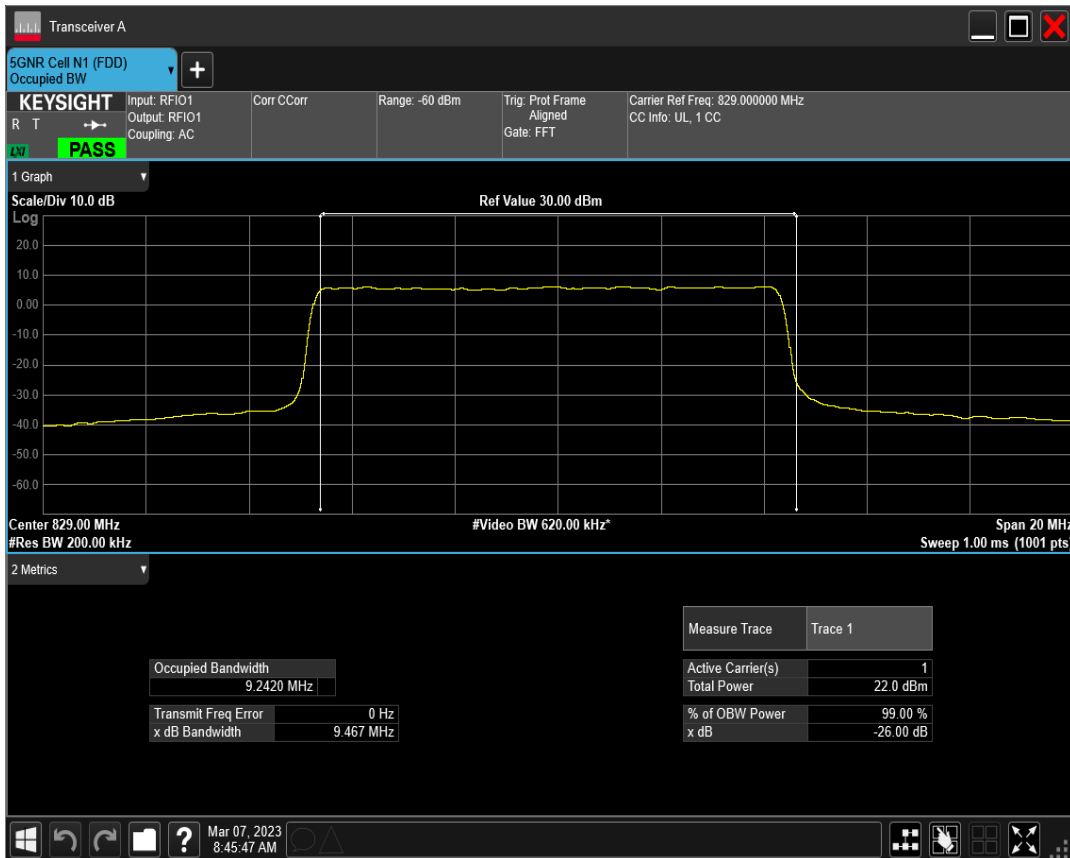 Transceiver A
5GNR Cell N1 (FDD)
Occupied BW
+
KEYSIGHT
R T
LXI
PASS
Input: RFIO1
Output: RFIO1
Coupling: AC
Corr CCorr
Range: -60 dBm
Trig: Prot Frame
Aligned
Gate: FFT
Carrier Ref Freq: 829.000000 MHz
CC Info: UL, 1 CC
1 Graph
Scale/Div 10.0 dB
Ref Value 30.00 dBm
Log
20.0
10.0
0.00
-10.0
-20.0
-30.0
-40.0
-50.0
-60.0
Center 829.00 MHz
#Video BW 620.00 kHz*
Span 20 MHz
#Res BW 200.00 kHz
Sweep 1.00 ms (1001 pts)
2 Metrics
Measure Trace Trace 1
Occupied Bandwidth
9.2420 MHz
Active Carrier(s) 1
Total Power 22.0 dBm
Transmit Freq Error 0 Hz
x dB Bandwidth 9.467 MHz
% of OBW Power 99.00 %
x dB -26.00 dB
?
Mar 07, 2023
8:45:47 AM